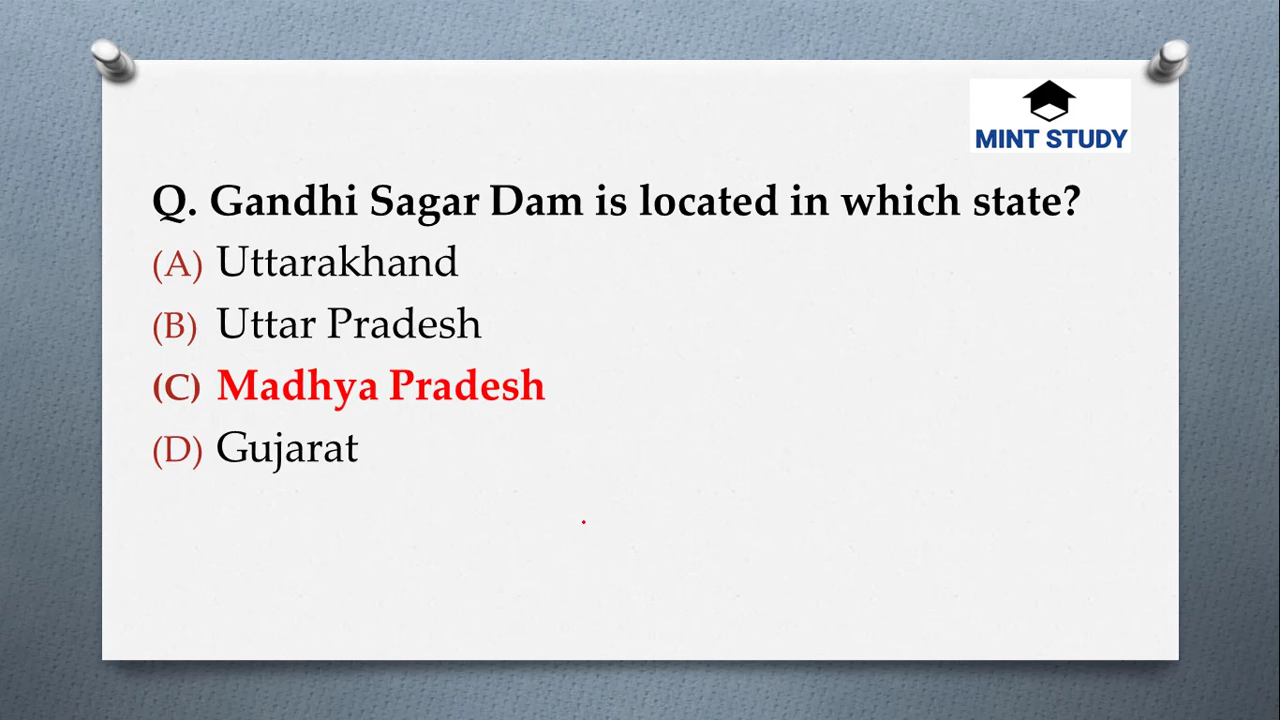 MINT STUDY
Q. Gandhi Sagar Dam is located in which state?
(A) Uttarakhand
(B) Uttar Pradesh
(C) Madhya Pradesh
(D) Gujarat